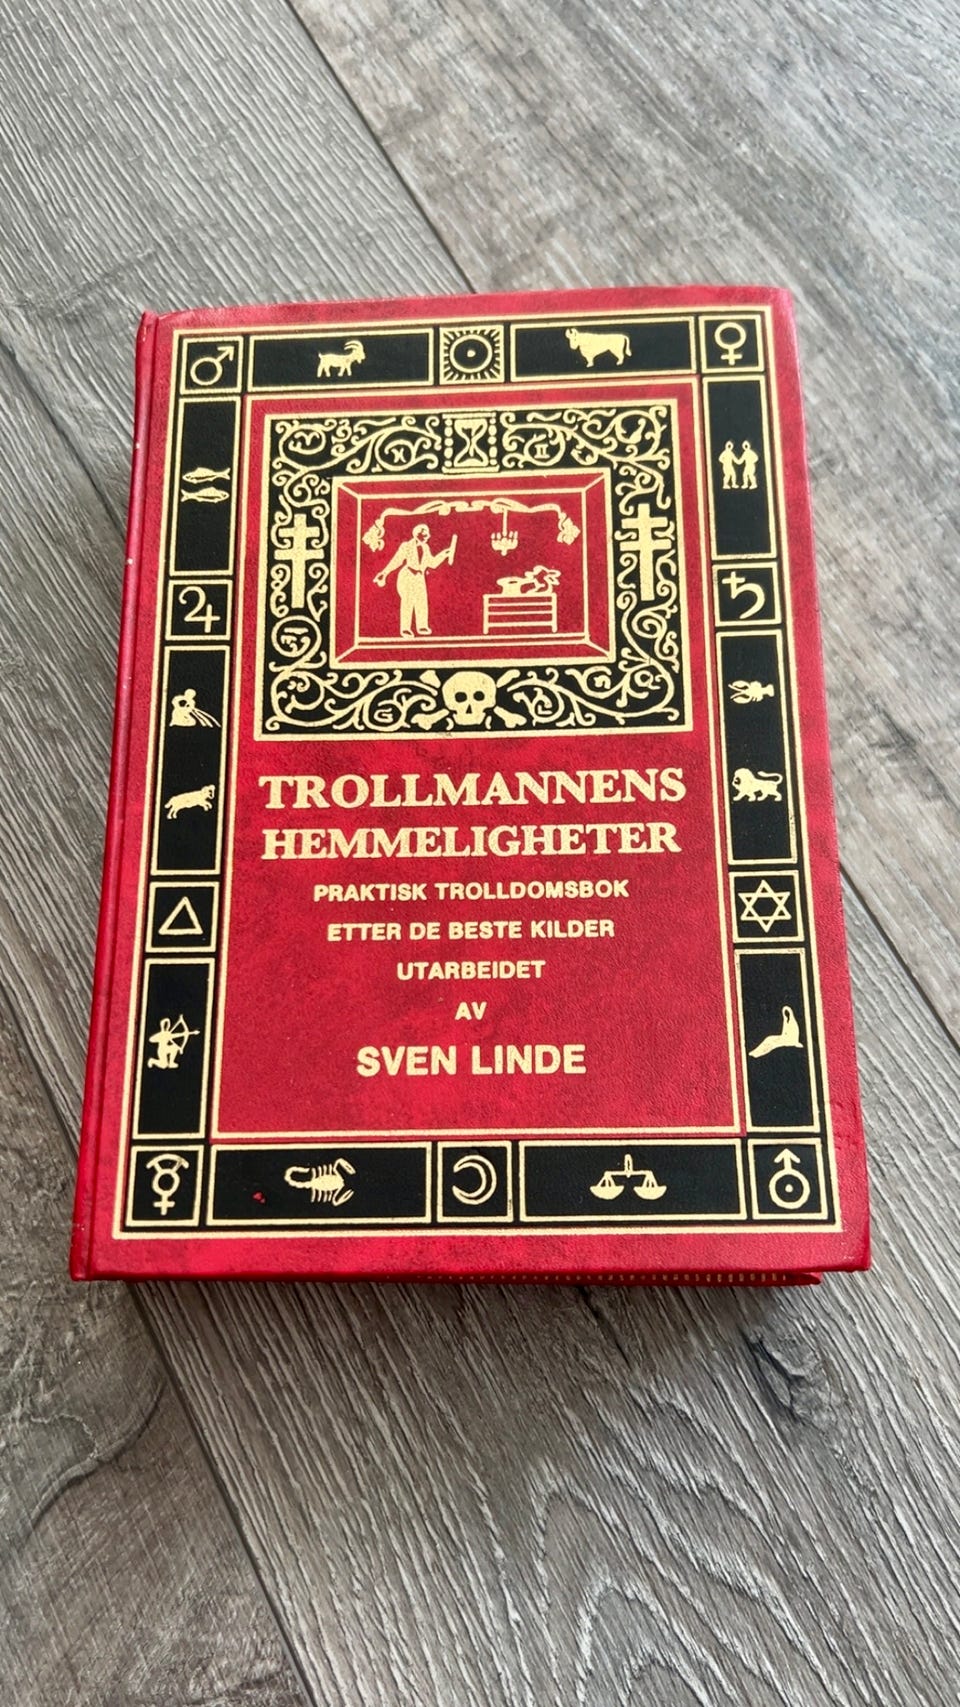 TROLLMANNENS
HEMMELIGHETER
PRAKTISK TROLLDOMSBOK
ETTER DE BESTE KILDER
UTARBEIDET
AV
SVEN LINDE